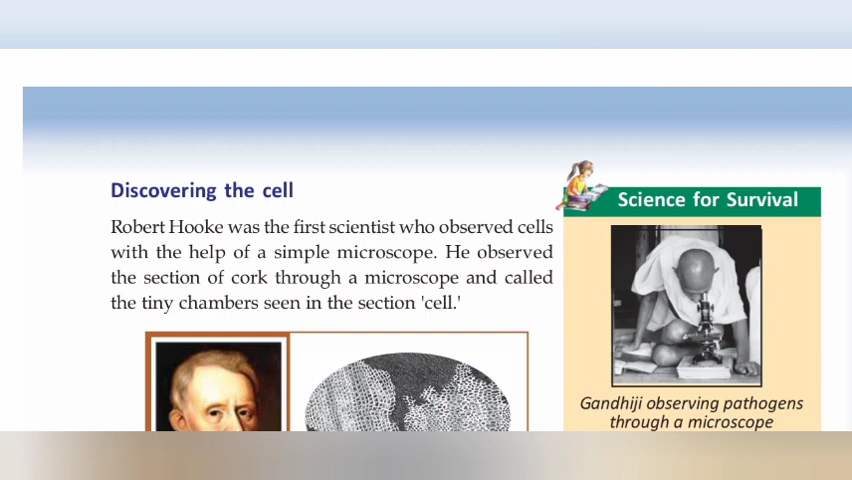 Discovering the cell
Robert Hooke was the first scientist who observed cells
with the help of a simple microscope. He observed
the section of cork through a microscope and called
the tiny chambers seen in the section 'cell.'
Science for Survival
Gandhiji observing pathogens
through a microscope